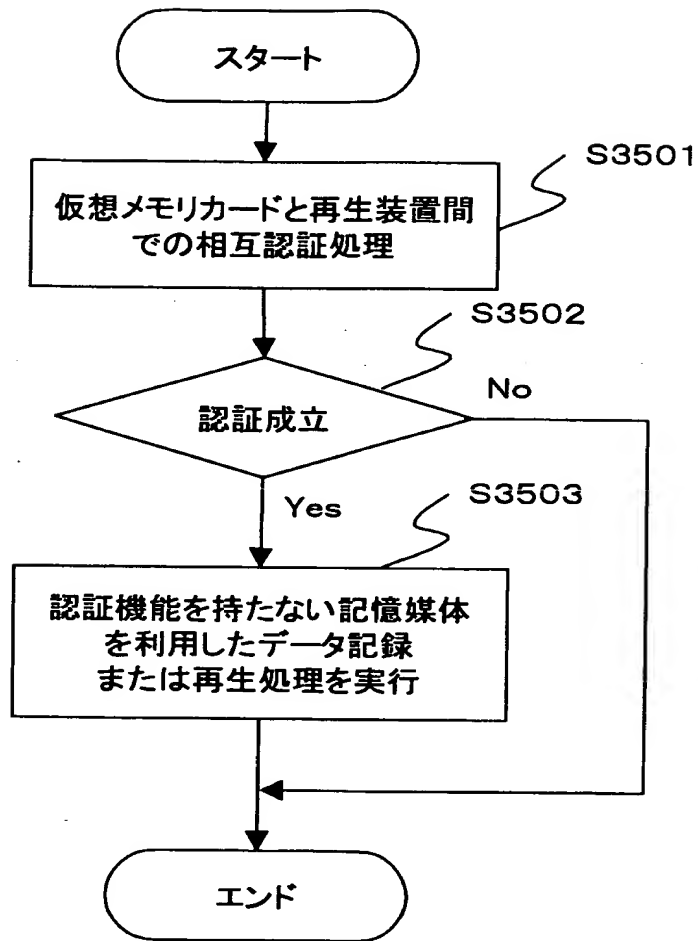 スタート
S3501
仮想メモリカードと再生装置間
での相互認証処理
S3502
認証成立
No
Yes
S3503
認証機能を持たない記憶媒体
を利用したデータ記録
または再生処理を実行
エンド